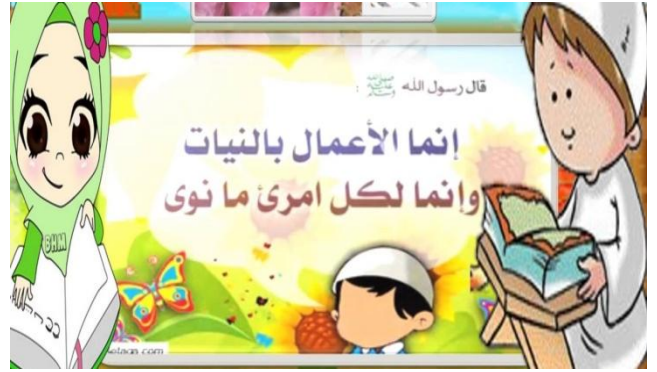 قال رسول الله ﷺ :
إنما الأعمال بالنيات
وإنما لكل امرئ ما نوى
BHM